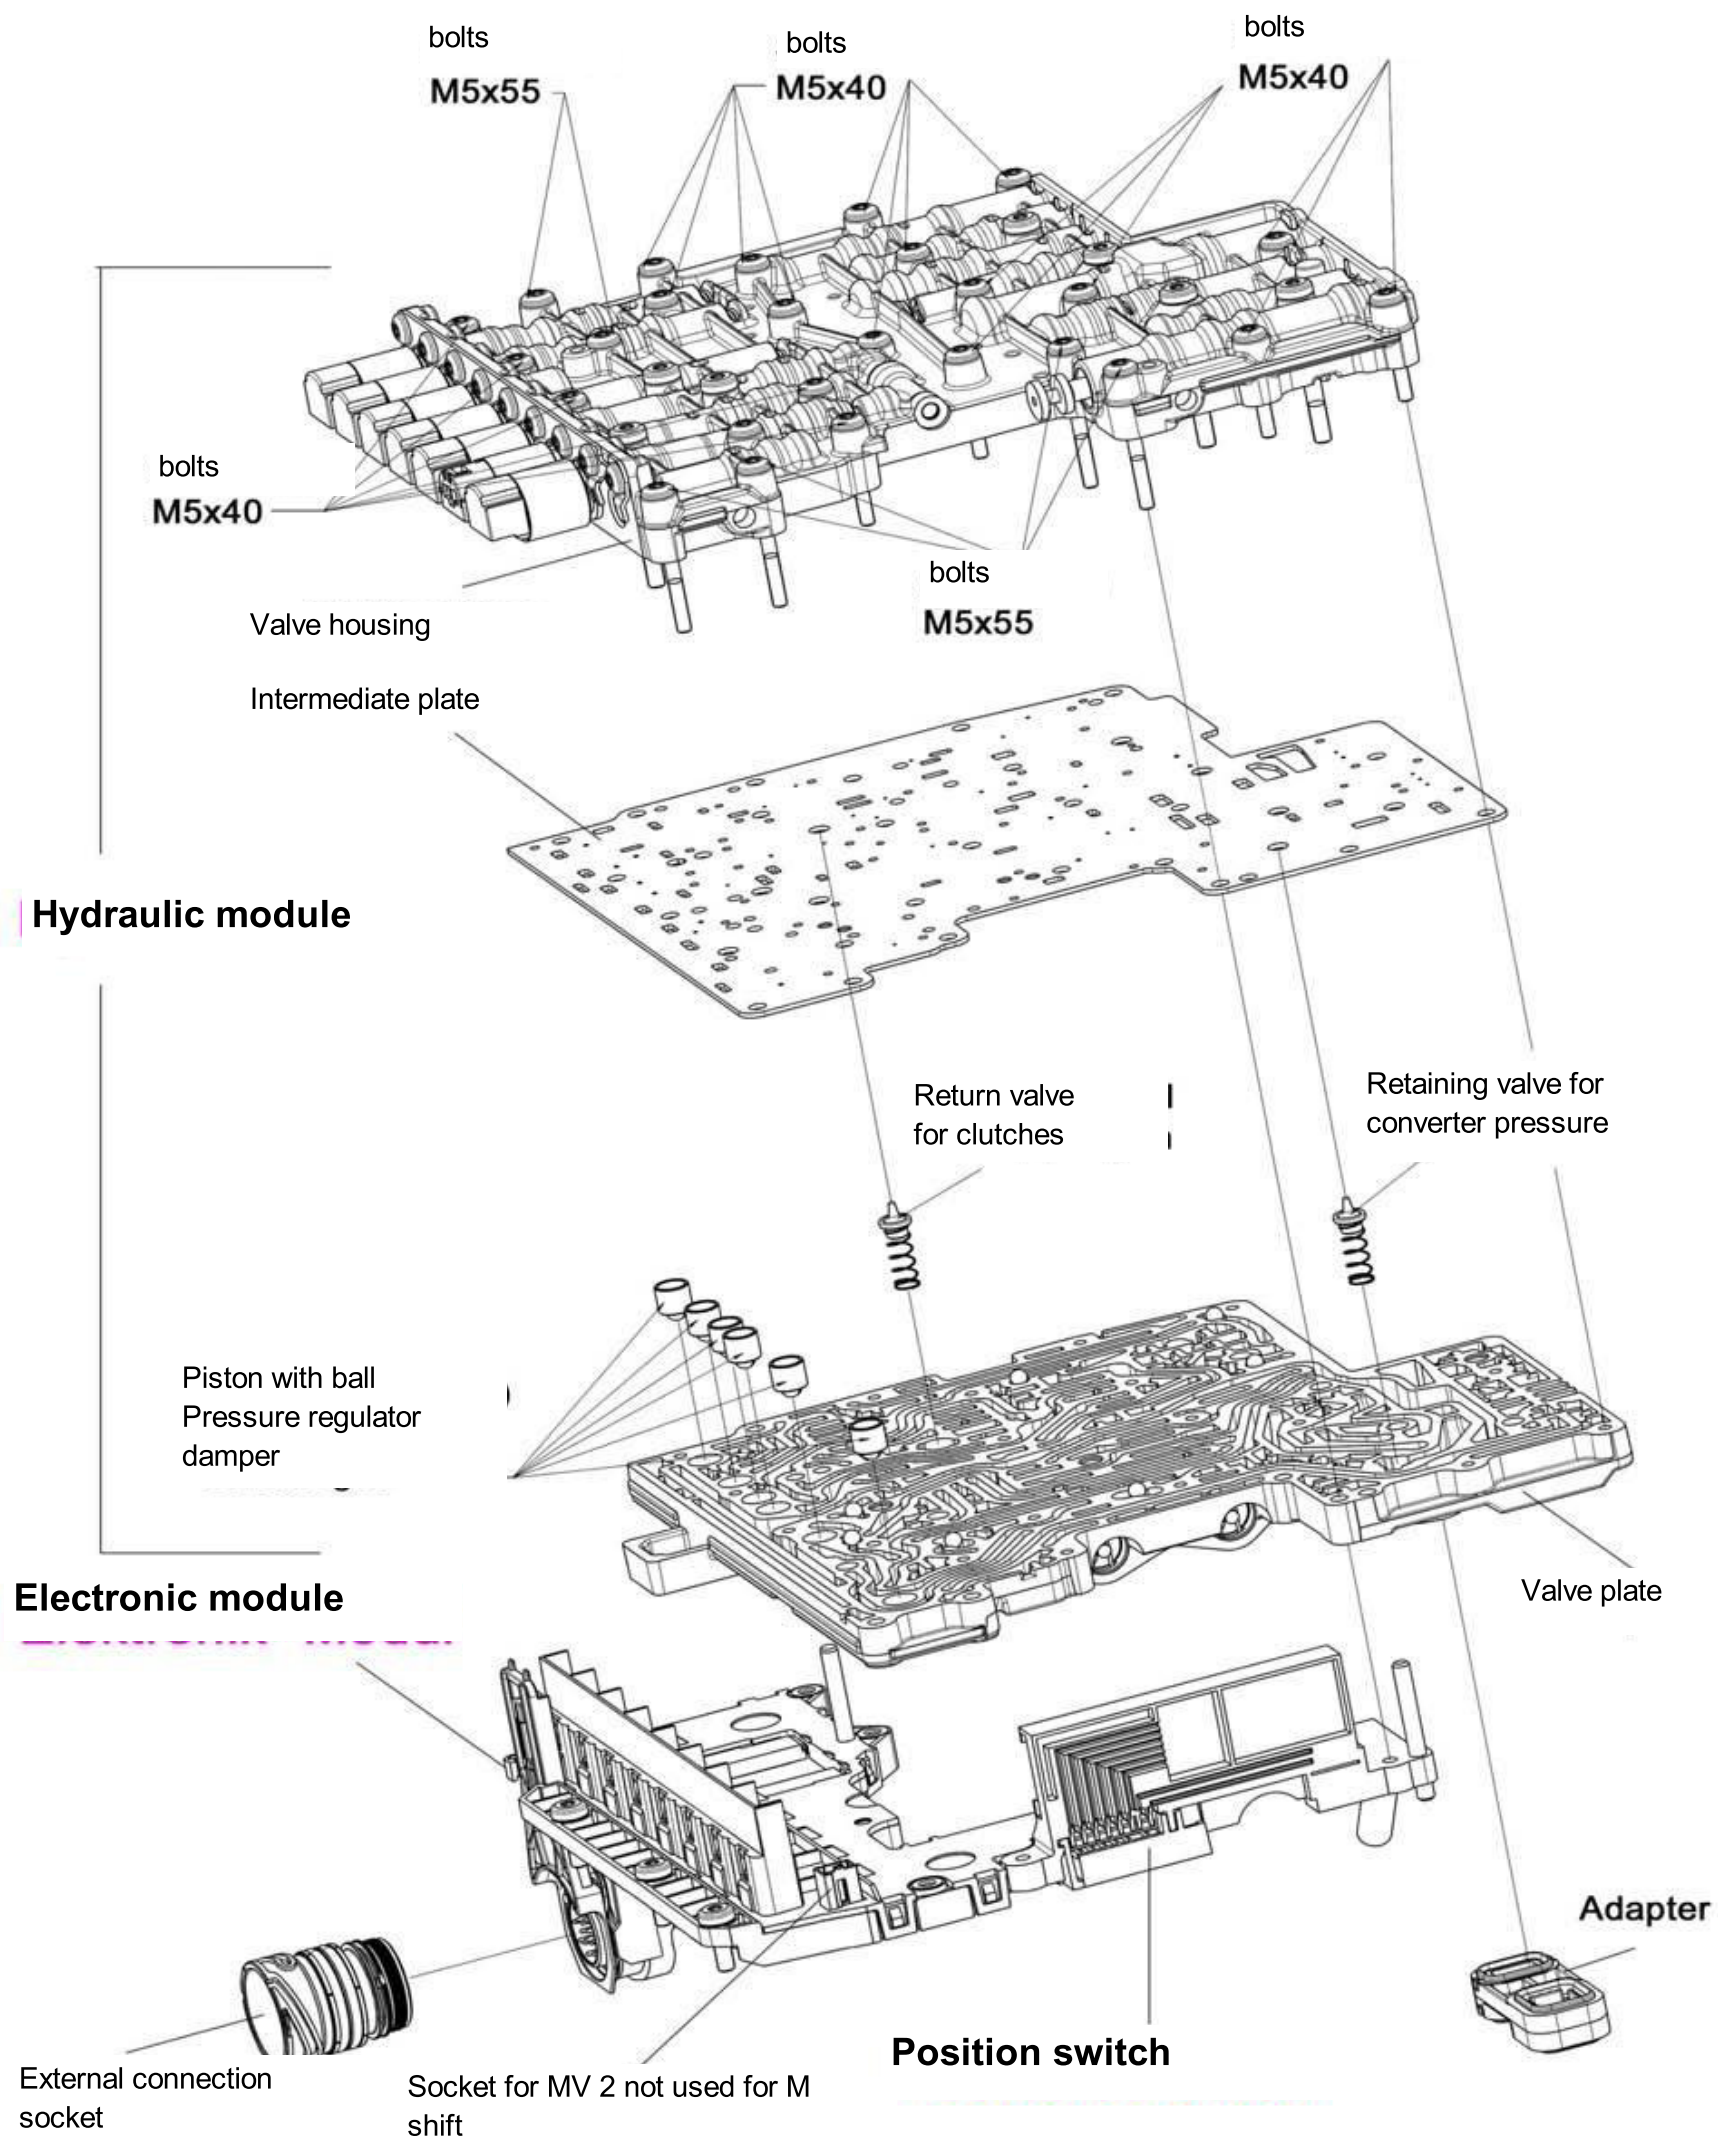 bolts
M5x55
bolts
M5x40
bolts
M5x40
bolts
M5x40
bolts
M5x55
Valve housing
Intermediate plate
Hydraulic module
Return valve
for clutches
Retaining valve for
converter pressure
Piston with ball
Pressure regulator
damper
Valve plate
Electronic module
Adapter
Position switch
External connection
socket
Socket for MV 2 not used for M
shift